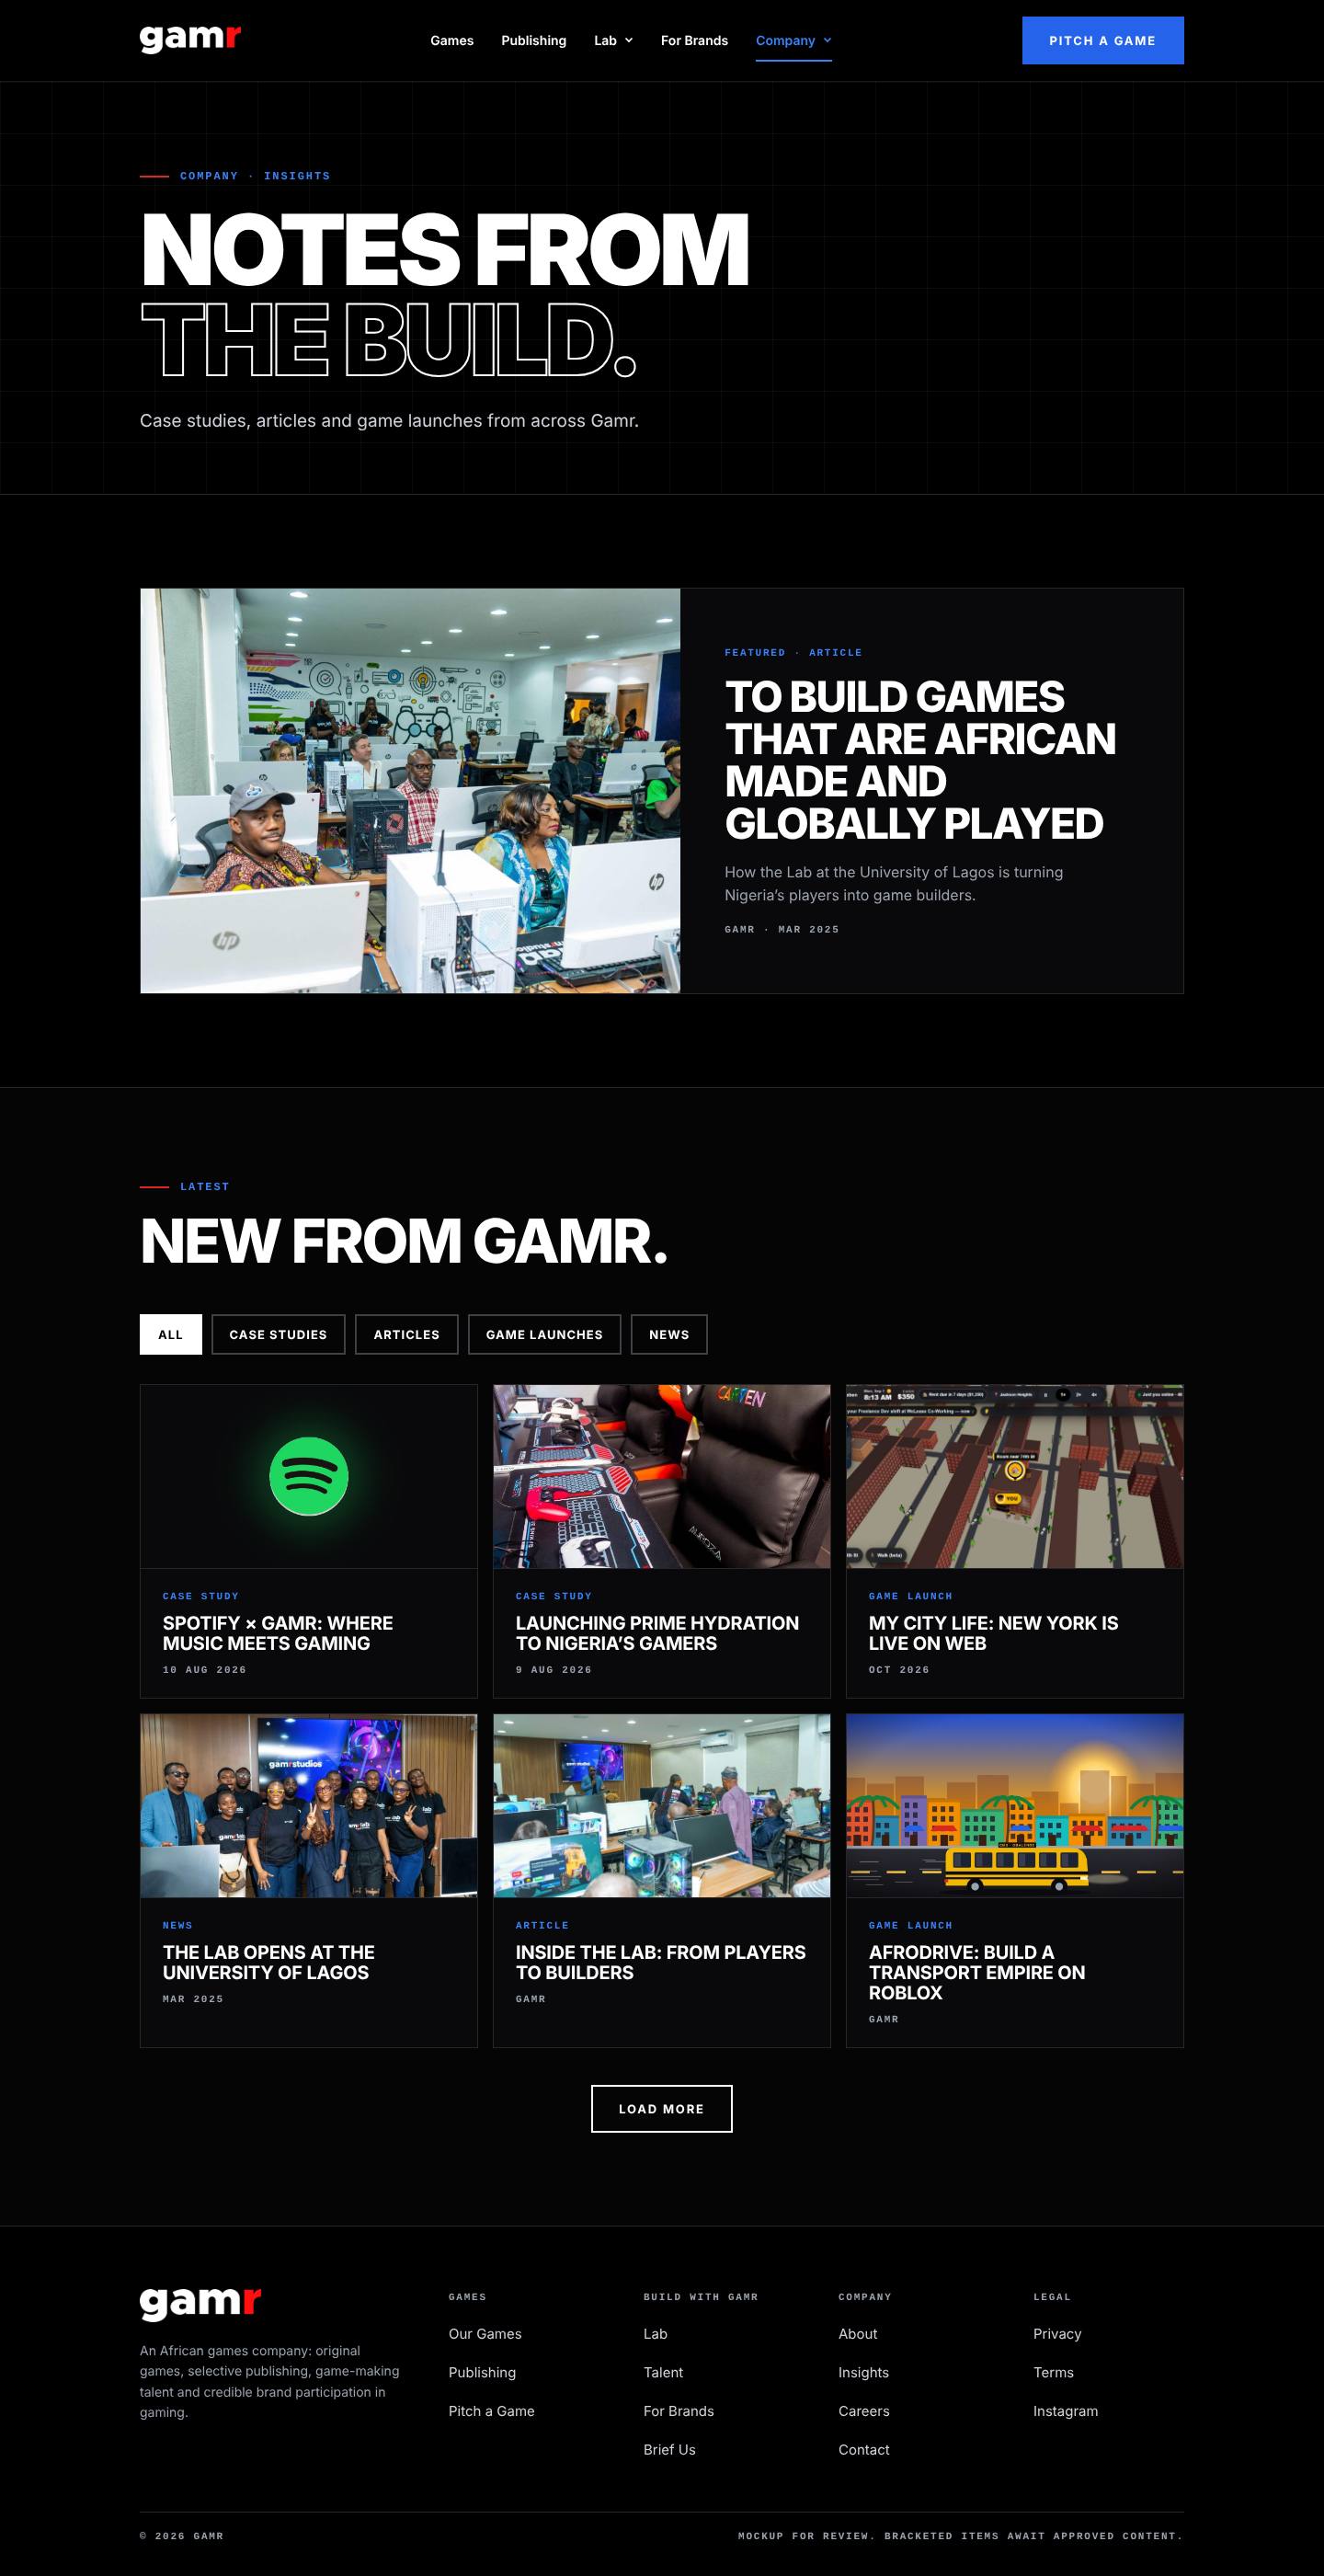 gamr
Games
Publishing
Lab
For Brands
Company
PITCH A GAME
COMPANY · INSIGHTS
NOTES FROM
THE BUILD.
Case studies, articles and game launches from across Gamr.
FEATURED · ARTICLE
TO BUILD GAMES
THAT ARE AFRICAN
MADE AND
GLOBALLY PLAYED
How the Lab at the University of Lagos is turning
Nigeria’s players into game builders.
GAMR · MAR 2025
hp
LATEST
NEW FROM GAMR.
ALL
CASE STUDIES
ARTICLES
GAME LAUNCHES
NEWS
CASE STUDY
SPOTIFY × GAMR: WHERE
MUSIC MEETS GAMING
10 AUG 2026
CASE STUDY
LAUNCHING PRIME HYDRATION
TO NIGERIA’S GAMERS
9 AUG 2026
8:13 AM
$350
YOU
Walk (beta)
GAME LAUNCH
MY CITY LIFE: NEW YORK IS
LIVE ON WEB
OCT 2026
gamrstudios
NEWS
THE LAB OPENS AT THE
UNIVERSITY OF LAGOS
MAR 2025
ARTICLE
INSIDE THE LAB: FROM PLAYERS
TO BUILDERS
GAMR
GAME LAUNCH
AFRODRIVE: BUILD A
TRANSPORT EMPIRE ON
ROBLOX
GAMR
LOAD MORE
gamr
An African games company: original
games, selective publishing, game-making
talent and credible brand participation in
gaming.
GAMES
Our Games
Publishing
Pitch a Game
BUILD WITH GAMR
Lab
Talent
For Brands
Brief Us
COMPANY
About
Insights
Careers
Contact
LEGAL
Privacy
Terms
Instagram
© 2026 GAMR
MOCKUP FOR REVIEW. BRACKETED ITEMS AWAIT APPROVED CONTENT.